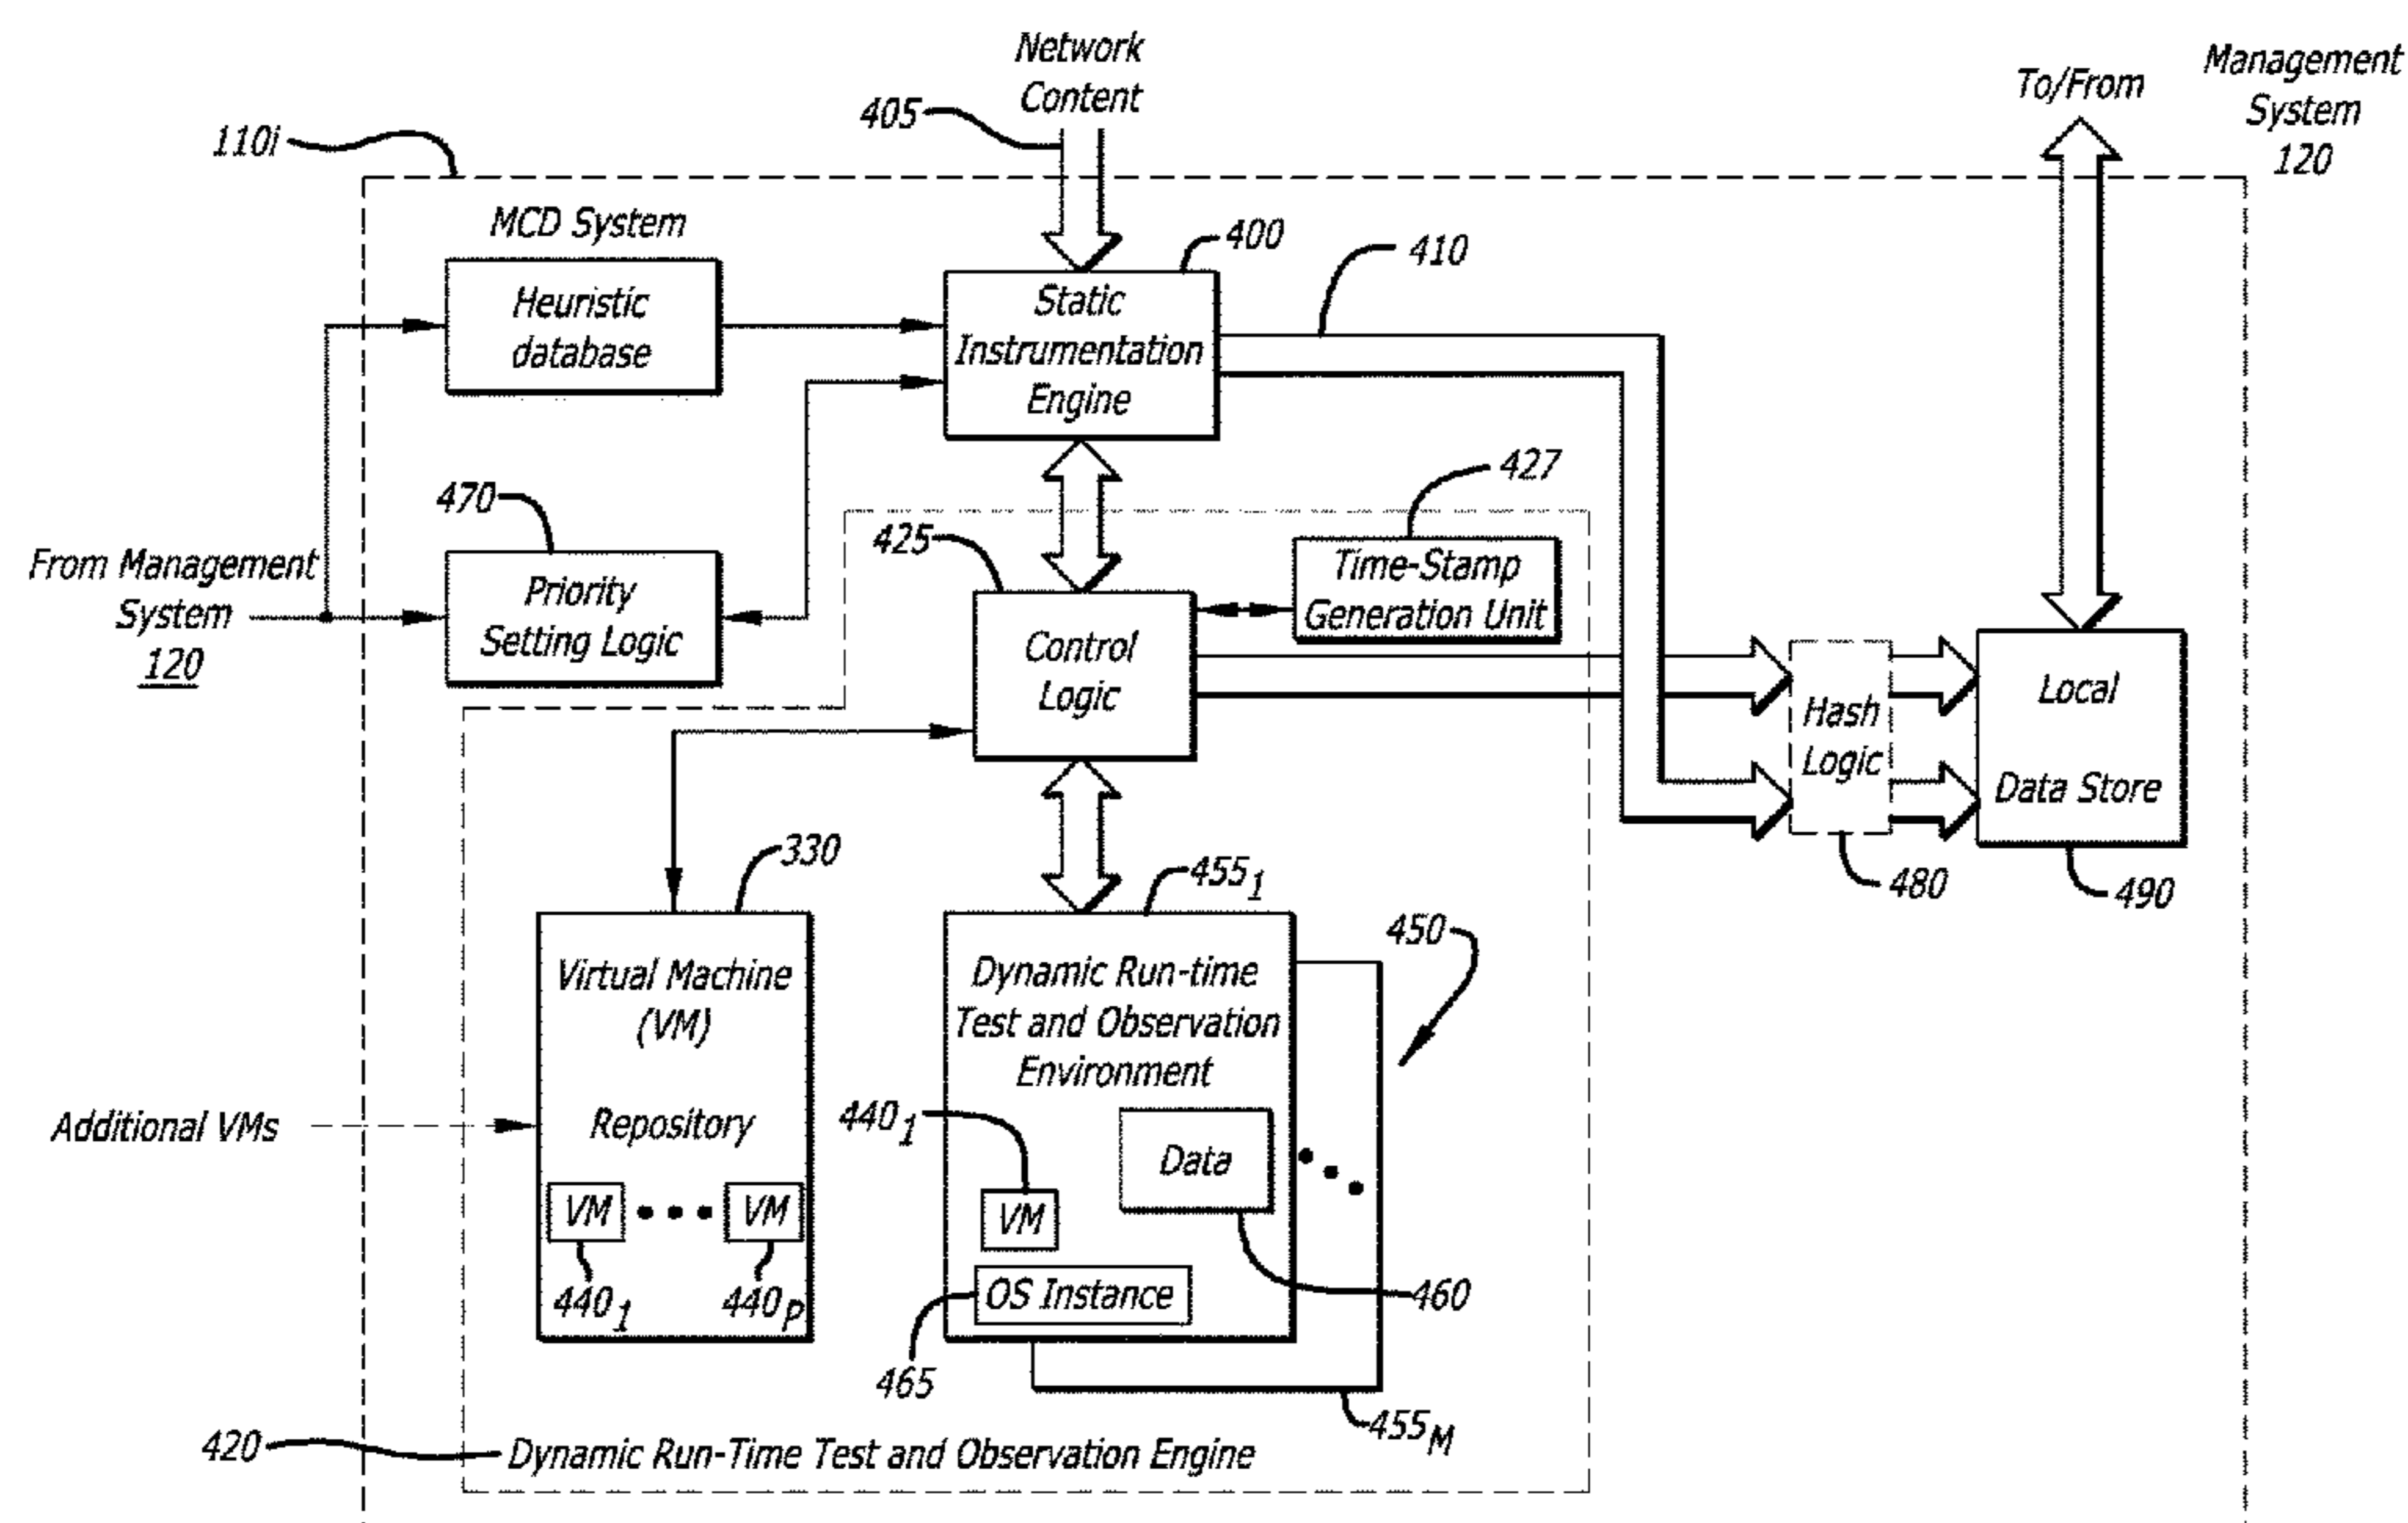 Network
Content
405
To/From
Management
System
120
110i
MCD System
400
410
Heuristic
database
Static
Instrumentation
Engine
470
427
425
From Management
System
120
Priority
Setting Logic
Time-Stamp
Generation Unit
Control
Logic
Hash
Logic
Local
Data Store
330
455₁
480
490
450
Virtual Machine
(VM)
Repository
Dynamic Run-time
Test and Observation
Environment
Additional VMs
440₁
Data
VM
VM
VM
440₁
440P
OS Instance
460
465
455M
420
Dynamic Run-Time Test and Observation Engine